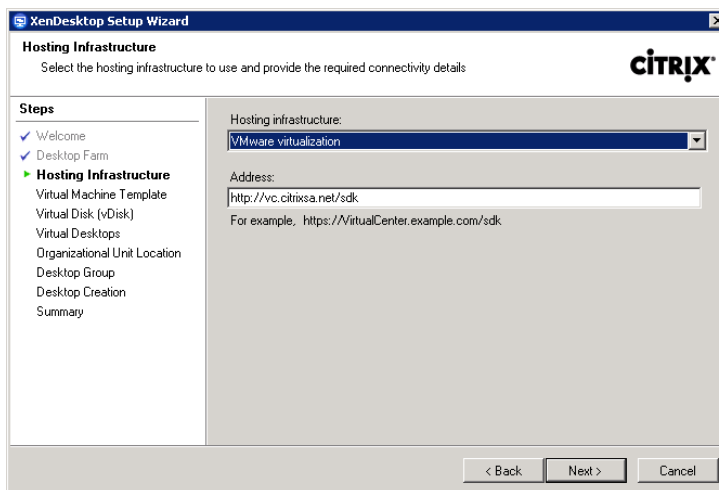 XenDesktop Setup Wizard
Hosting Infrastructure
Select the hosting infrastructure to use and provide the required connectivity details
CITRIX
Steps
Welcome
Desktop Farm
Hosting Infrastructure
Virtual Machine Template
Virtual Disk (vDisk)
Virtual Desktops
Organizational Unit Location
Desktop Group
Desktop Creation
Summary
Hosting infrastructure:
VMware virtualization
Address:
http://vc.citrixsa.net/sdk
For example, https://VirtualCenter.example.com/sdk
< Back
Next >
Cancel